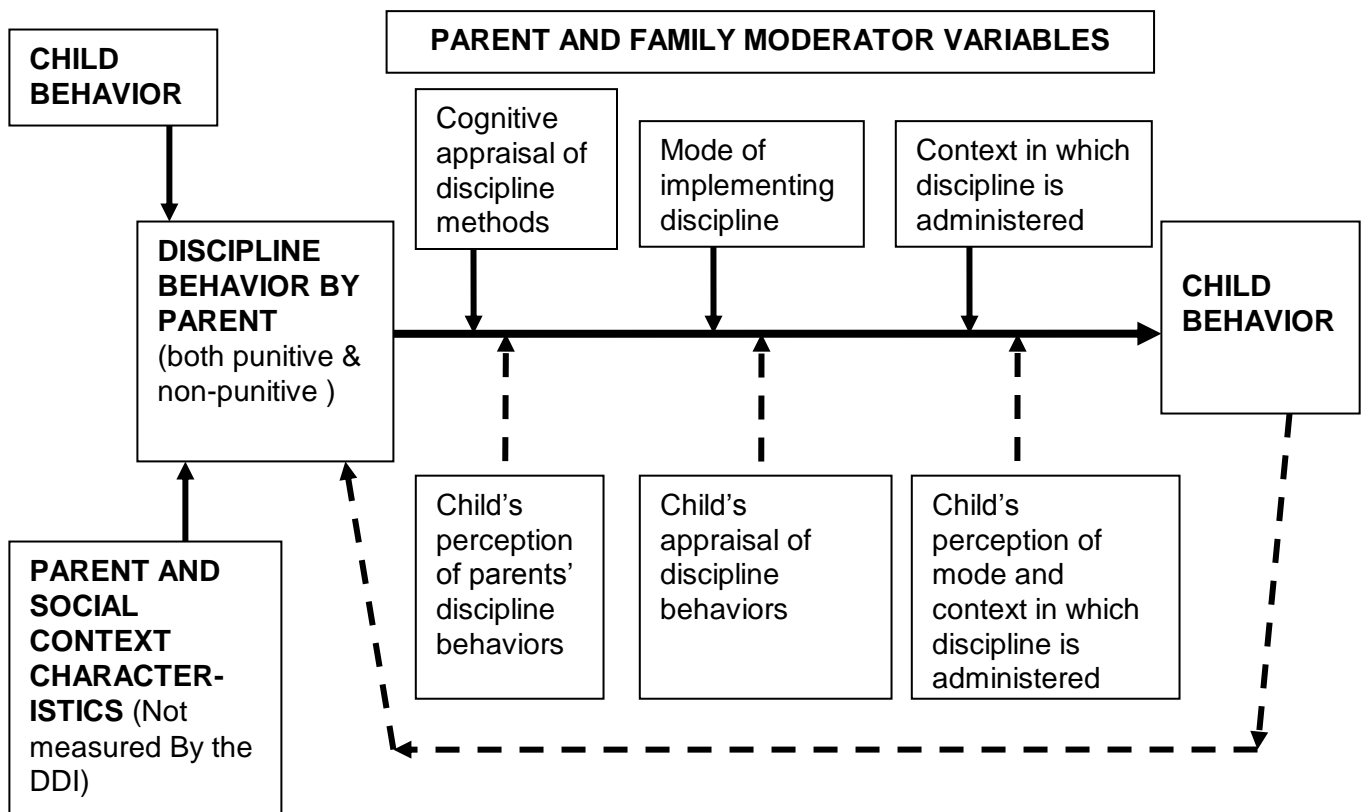 PARENT AND FAMILY MODERATOR VARIABLES
CHILD
BEHAVIOR
Cognitive
appraisal of
discipline
methods
Mode of
implementing
discipline
Context in which
discipline is
administered
DISCIPLINE
BEHAVIOR BY
PARENT
(both punitive &
non-punitive )
CHILD
BEHAVIOR
PARENT AND
SOCIAL
CONTEXT
CHARACTER-
ISTICS (Not
measured By the
DDI)
Child’s
perception
of parents’
discipline
behaviors
Child’s
appraisal of
discipline
behaviors
Child’s
perception of
mode and
context in which
discipline is
administered